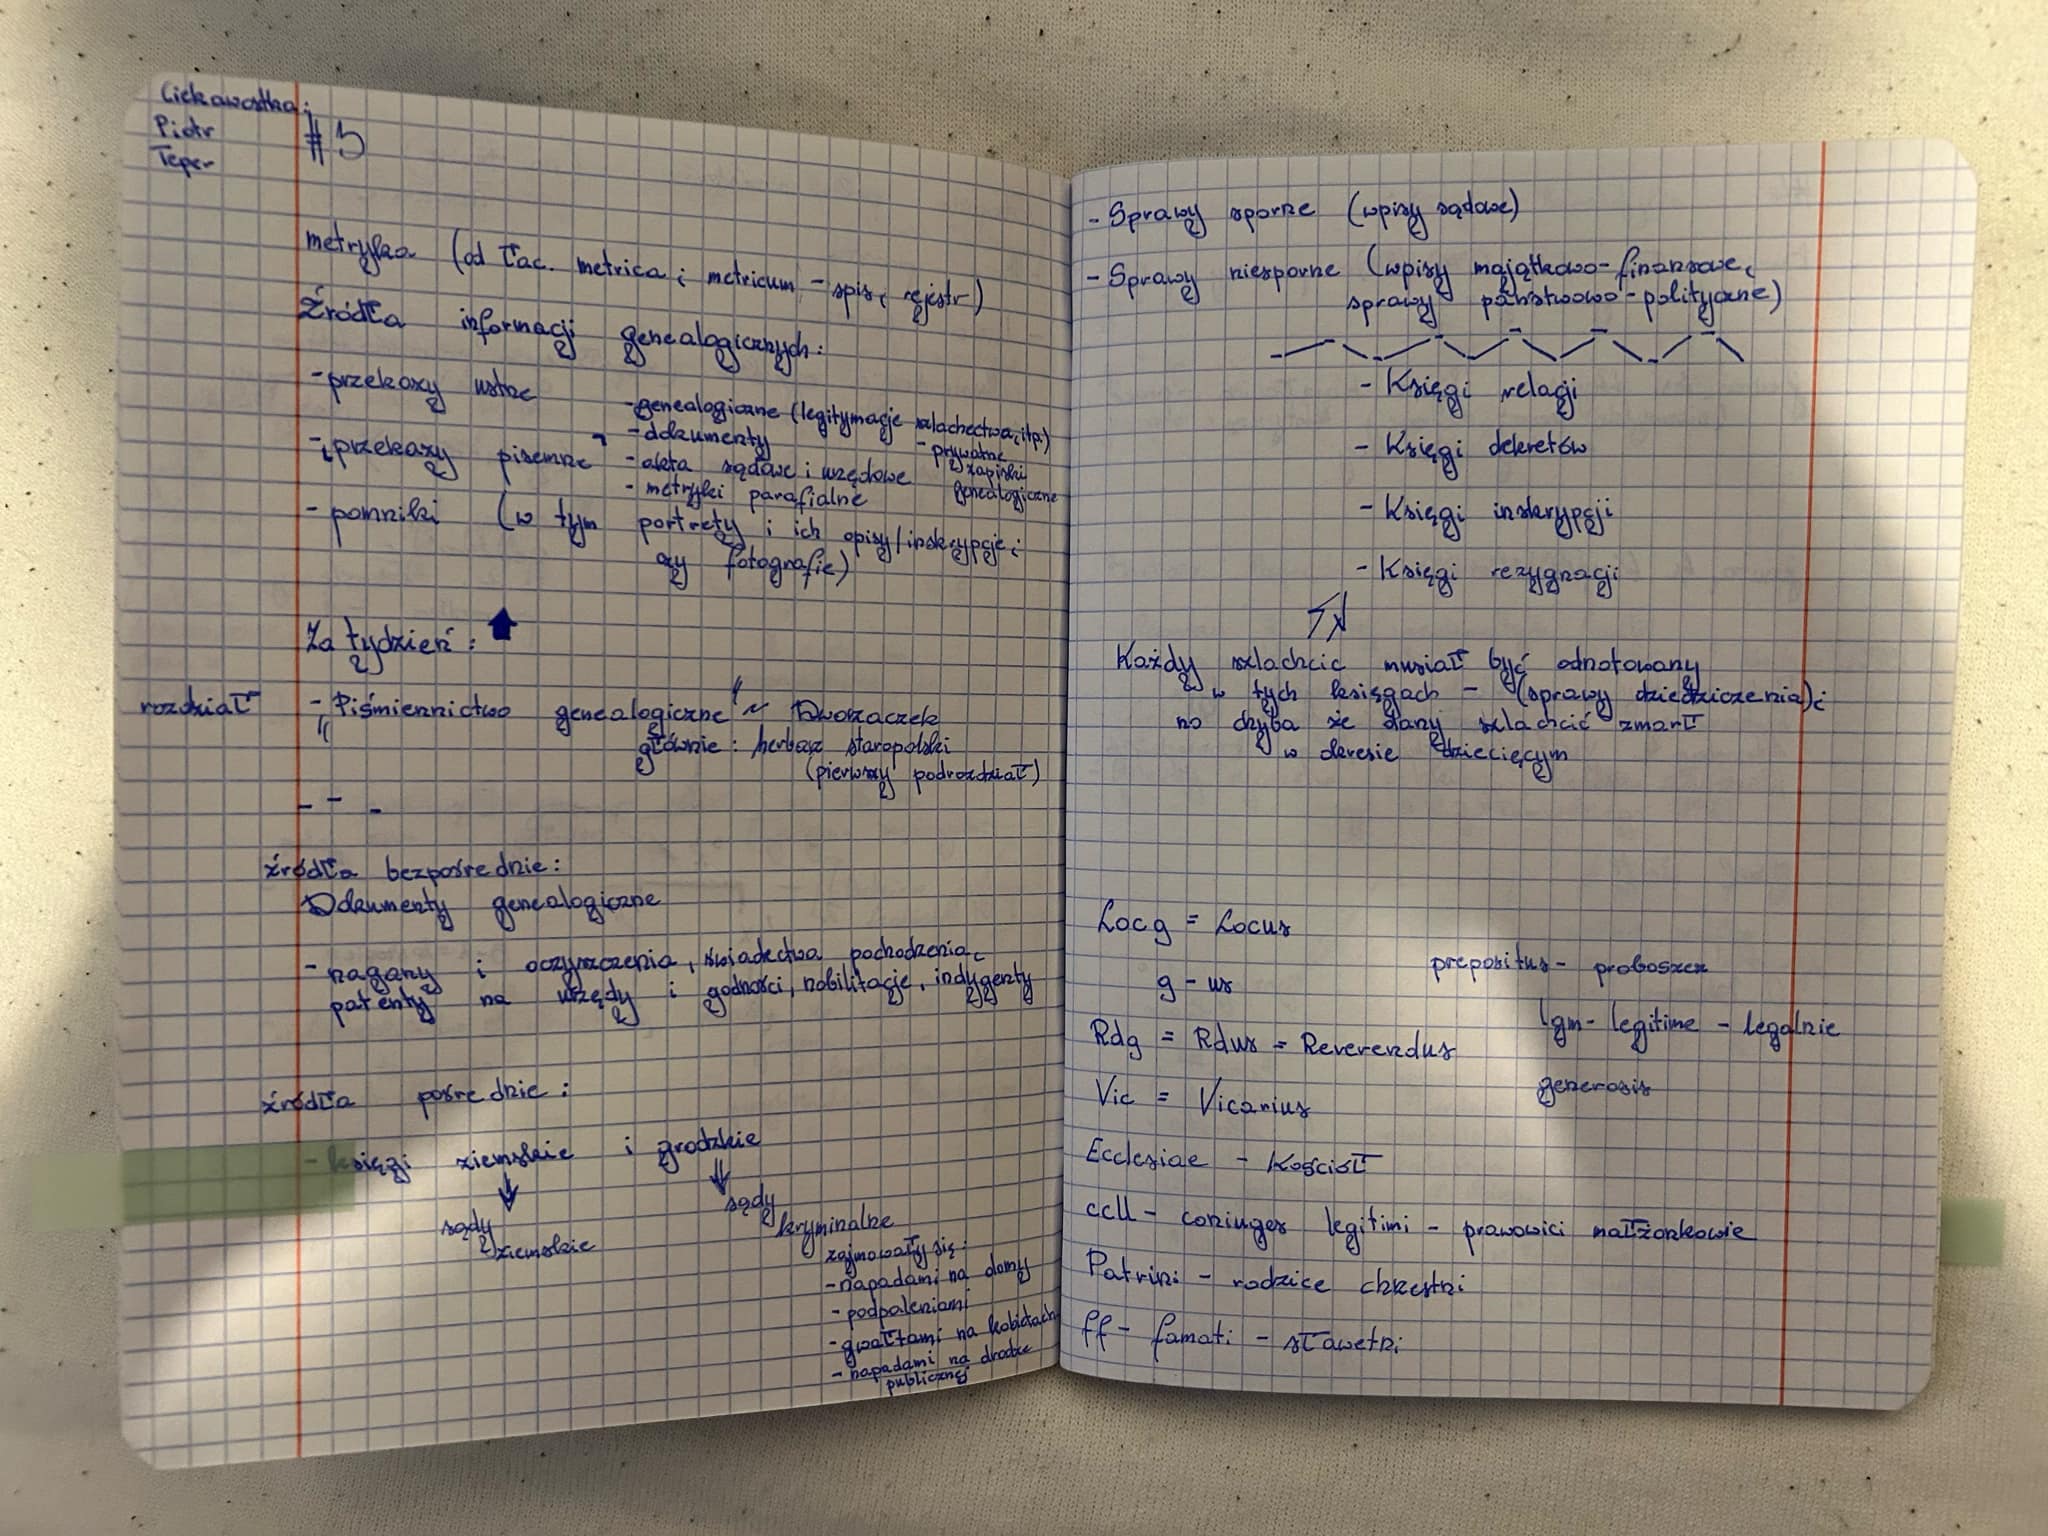 Ciekawostka:
Piotr
Teper
#5
metryka (od łac. metrica, metricum - spis, rejestr)
Źródła informacji genealogicznych:
- przekazy ustne
- przekazy pisemne
- genealogiczne (legitymacje szlachectwa, itp.)
- dokumenty
- akta sądowe i urzędowe
- metryki parafialne
- prywatne
zapiski
genealogiczne
- pomniki (w tym portrety i ich opisy/inskrypcje,
czy fotografie)
Za tydzień:
rozdział - "Piśmiennictwo genealogiczne" ~ Dworzaczek
głównie: herbarz staropolski
(pierwszy podrozdział)
- - -
źródła bezpośrednie:
Dokumenty genealogiczne
- nagany i oczyszczenia, świadectwa pochodzenia,
patenty na urzędy i godności, nobilitacje, indygenty
źródła pośrednie:
- księgi ziemskie i grodzkie
sądy
ziemskie
sądy
kryminalne
zajmowały się:
- napadami na domy
- podpaleniami
- gwałtami na kobietach
- napadami na drodze
publicznej
- Sprawy sporne (wpisy sądowe)
- Sprawy niesporne (wpisy majątkowo-finansowe,
sprawy państwowo-polityczne)
- Księgi relacji
- Księgi dekretów
- Księgi inskrypcji
- Księgi rezygnacji
Każdy szlachcic musiał być odnotowany
w tych księgach - (sprawy dziedziczenia),
no chyba że dany szlachcić zmarł
w okresie dziecięcym
Locg = Locus
g - us
Rdg = Rdus = Reverendus
Vic = Vicarius
Ecclesiae - Kościół
ccll - coniuges legitimi - prawowici małżonkowie
Patrini - rodzice chrzestni
ff - famati - sławetni
prepositus - proboszcz
lgm - legitime - legalnie
generosis